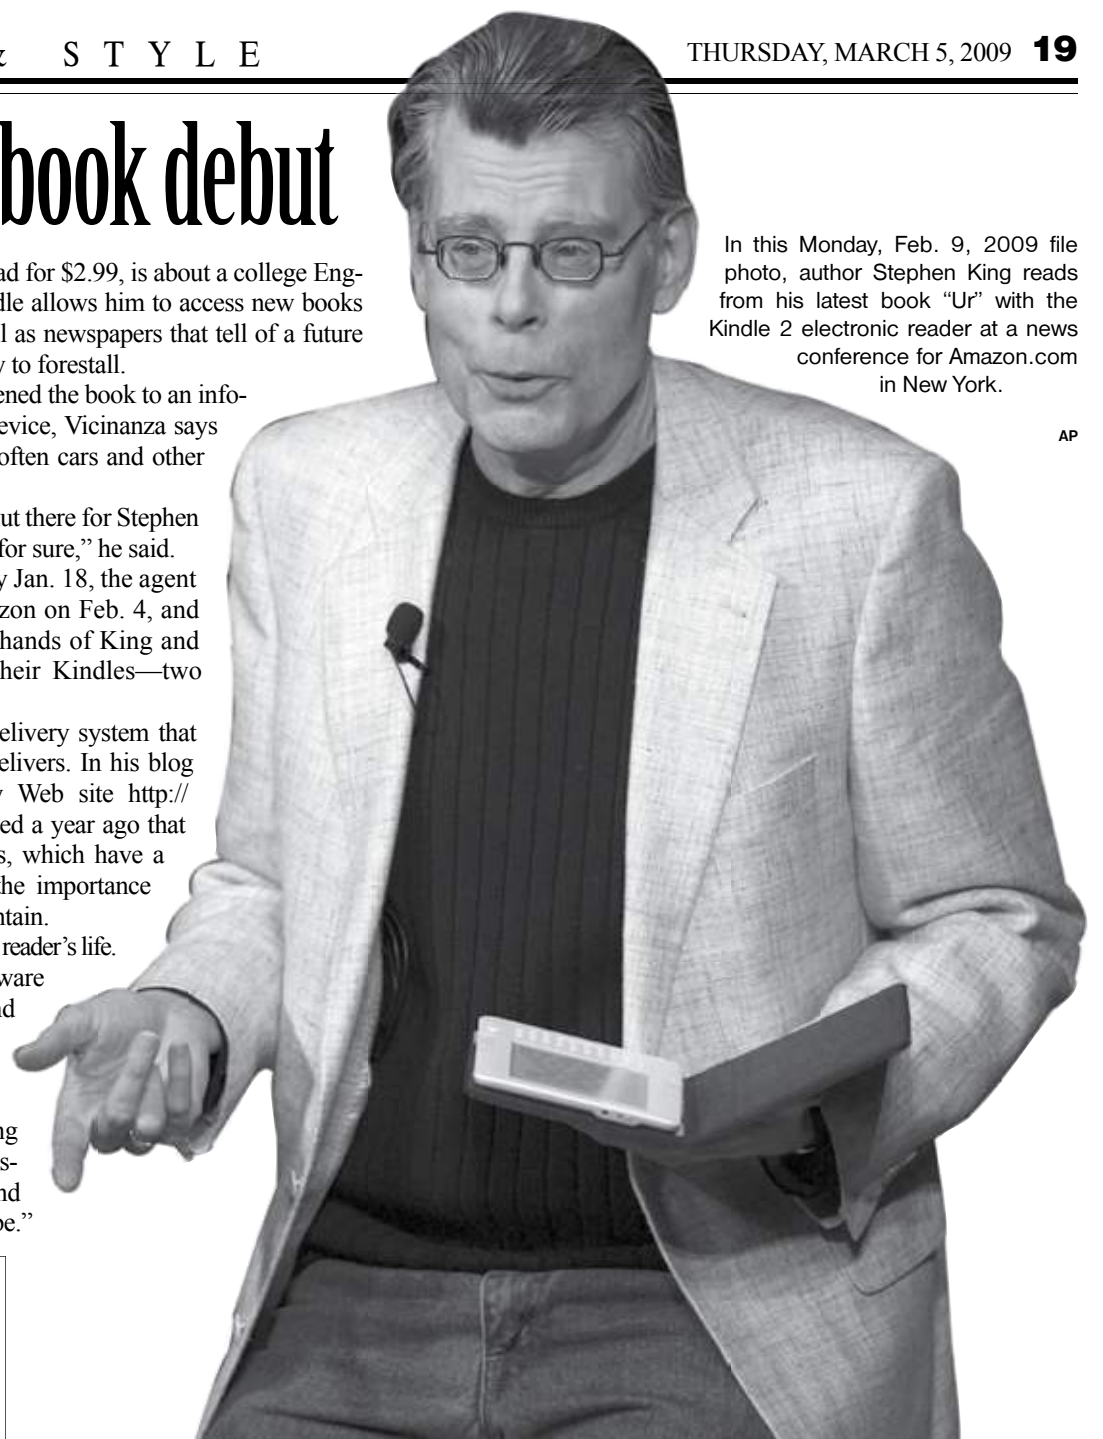 S T Y L E
THURSDAY, MARCH 5, 2009 19
book debut
ad for $2.99, is about a college Eng-
dle allows him to access new books
l as newspapers that tell of a future
y to forestall.
ened the book to an info-
evice, Vicinanza says
often cars and other
ut there for Stephen
for sure,” he said.
y Jan. 18, the agent
zon on Feb. 4, and
hands of King and
heir Kindles—two
elivery system that
elivers. In his blog
y Web site http://
ed a year ago that
s, which have a
the importance
ntain.
reader’s life.
ware
nd
ng
s-
nd
be.”
In this Monday, Feb. 9, 2009 file
photo, author Stephen King reads
from his latest book “Ur” with the
Kindle 2 electronic reader at a news
conference for Amazon.com
in New York.
AP